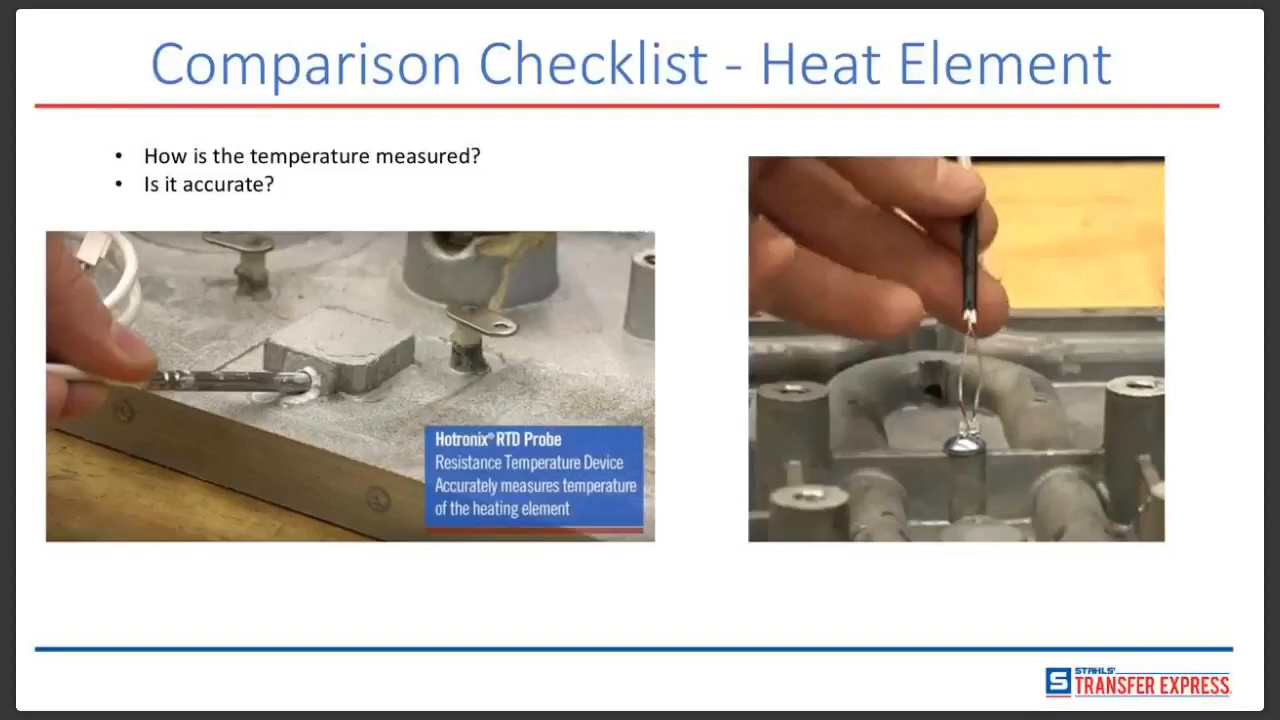 Comparison Checklist - Heat Element
• How is the temperature measured?
• Is it accurate?
Hotronix® RTD Probe
Resistance Temperature Device
Accurately measures temperature
of the heating element
S STAHLS'
TRANSFER EXPRESS